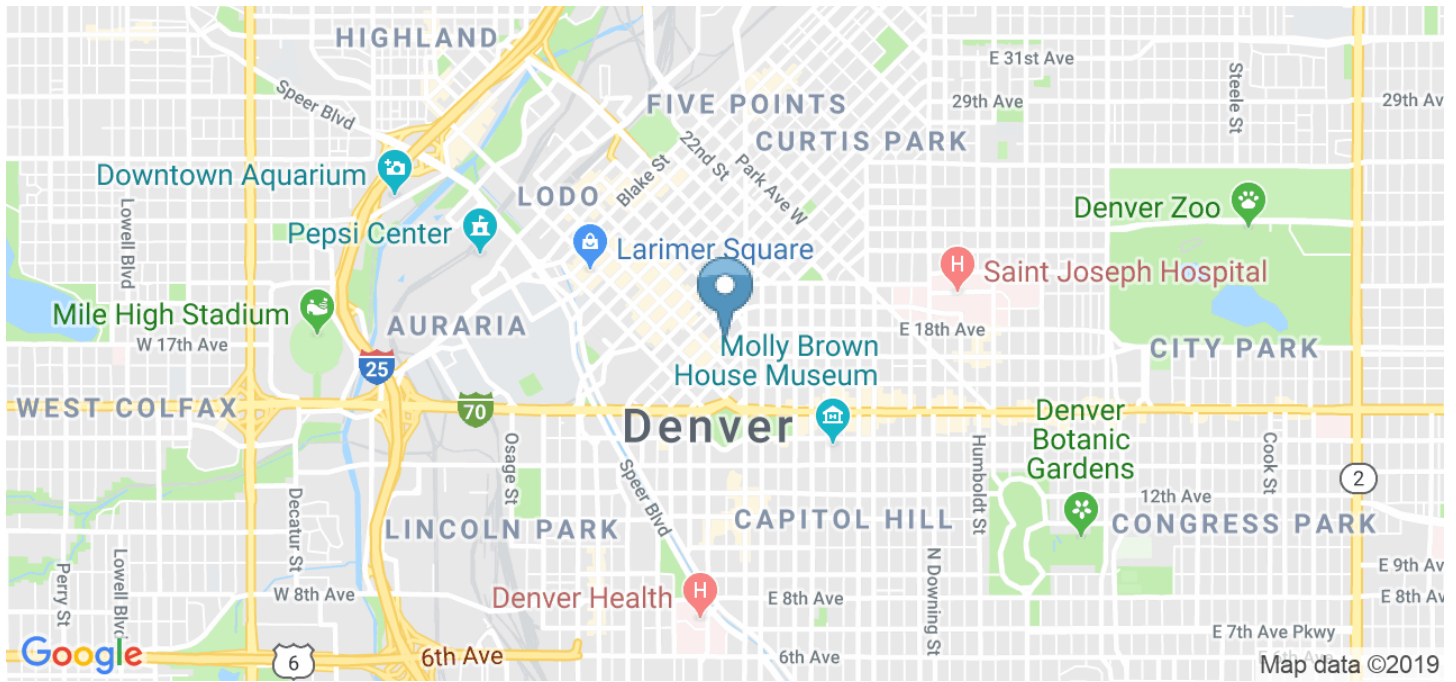 HIGHLAND
E 31st Ave
Steele St
Speer Blvd
FIVE POINTS
29th Ave
29th A
CURTIS PARK
22nd St
Park Ave W
Blake St
Downtown Aquarium
LODO
Lowell Blvd
Denver Zoo
Pepsi Center
Larimer Square
H
Saint Joseph Hospital
Mile High Stadium
AURARIA
E 18th Ave
W 17th Ave
Molly Brown
House Museum
CITY PARK
25
WEST COLFAX
70
Denver
Denver
Botanic
Gardens
Osage St
Humboldt St
Cook St
Speer Blvd
2
Decatur St
12th Ave
LINCOLN PARK
CAPITOL HILL
CONGRESS PARK
Perry St
Lowell Blvd
N Downing St
E 9th Av
W 8th Ave
Denver Health
H
E 8th Ave
E 8th Av
Google
6
6th Ave
6th Ave
E 7th Ave Pkwy
Map data ©2019